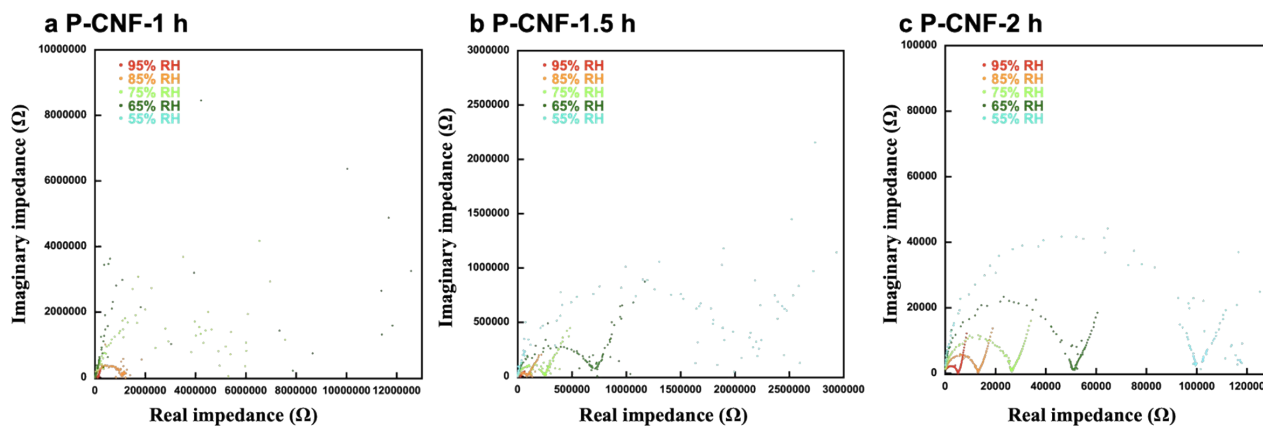 a P-CNF-1 h
10000000
8000000
6000000
4000000
2000000
0
Imaginary impedance (Ω)
95% RH
85% RH
75% RH
65% RH
55% RH
0 2000000 4000000 6000000 8000000 10000000 12000000
Real impedance (Ω)
b P-CNF-1.5 h
3000000
2500000
2000000
1500000
1000000
500000
0
Imaginary impedance (Ω)
95% RH
85% RH
75% RH
65% RH
55% RH
0 500000 1000000 1500000 2000000 2500000 3000000
Real impedance (Ω)
c P-CNF-2 h
100000
80000
60000
40000
20000
0
Imaginary impedance (Ω)
95% RH
85% RH
75% RH
65% RH
55% RH
0 20000 40000 60000 80000 100000 120000
Real impedance (Ω)